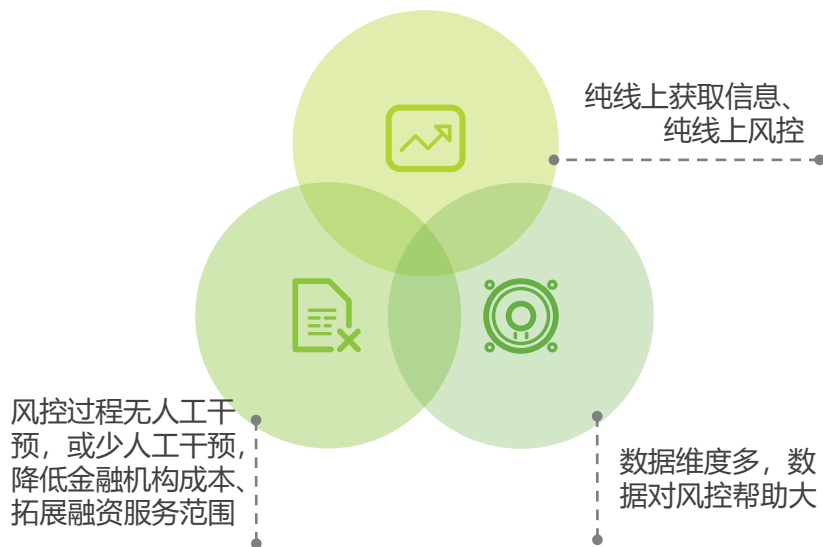 纯线上获取信息、
纯线上风控
风控过程无人工干
预，或少人工干预，
降低金融机构成本、
拓展融资服务范围
数据维度多，数
据对风控帮助大